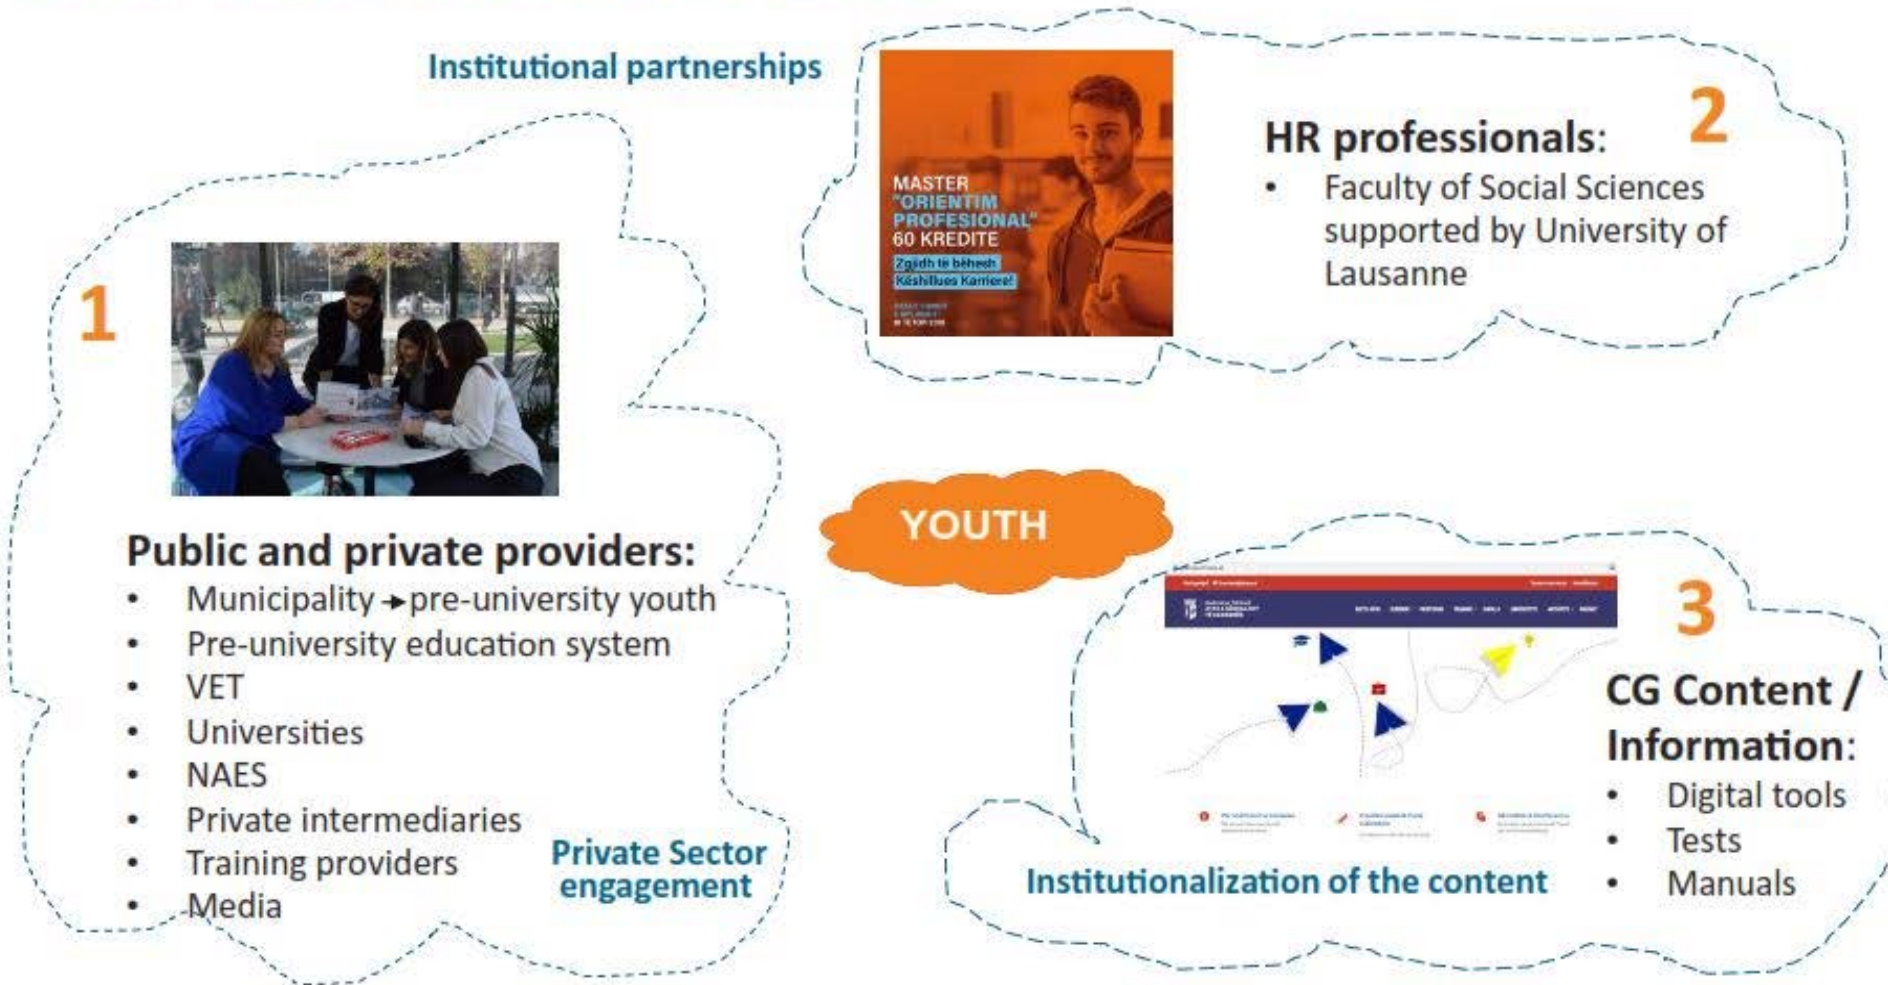 Institutional partnerships
1
Public and private providers:
• Municipality → pre-university youth
• Pre-university education system
• VET
• Universities
• NAES
• Private intermediaries
• Training providers
• Media
Private Sector
engagement
MASTER
"ORIENTIM
PROFESIONAL"
60 KREDITE
Zgjidh të bëhesh
Këshillues Karriere!
2
HR professionals:
• Faculty of Social Sciences
supported by University of
Lausanne
YOUTH
3
CG Content /
Information:
• Digital tools
• Tests
• Manuals
Institutionalization of the content